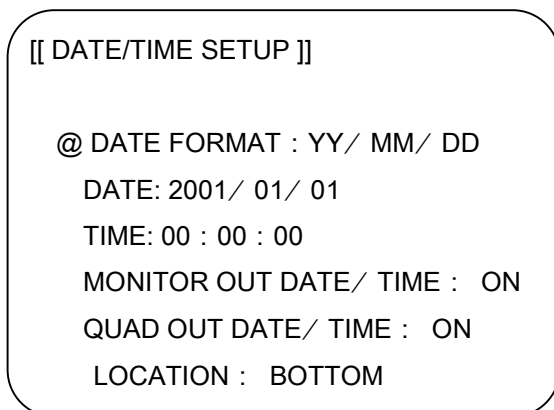 [[ DATE/TIME SETUP ]]
@ DATE FORMAT : YY/ MM/ DD
DATE: 2001/ 01/ 01
TIME: 00 : 00 : 00
MONITOR OUT DATE/ TIME : ON
QUAD OUT DATE/ TIME : ON
LOCATION : BOTTOM